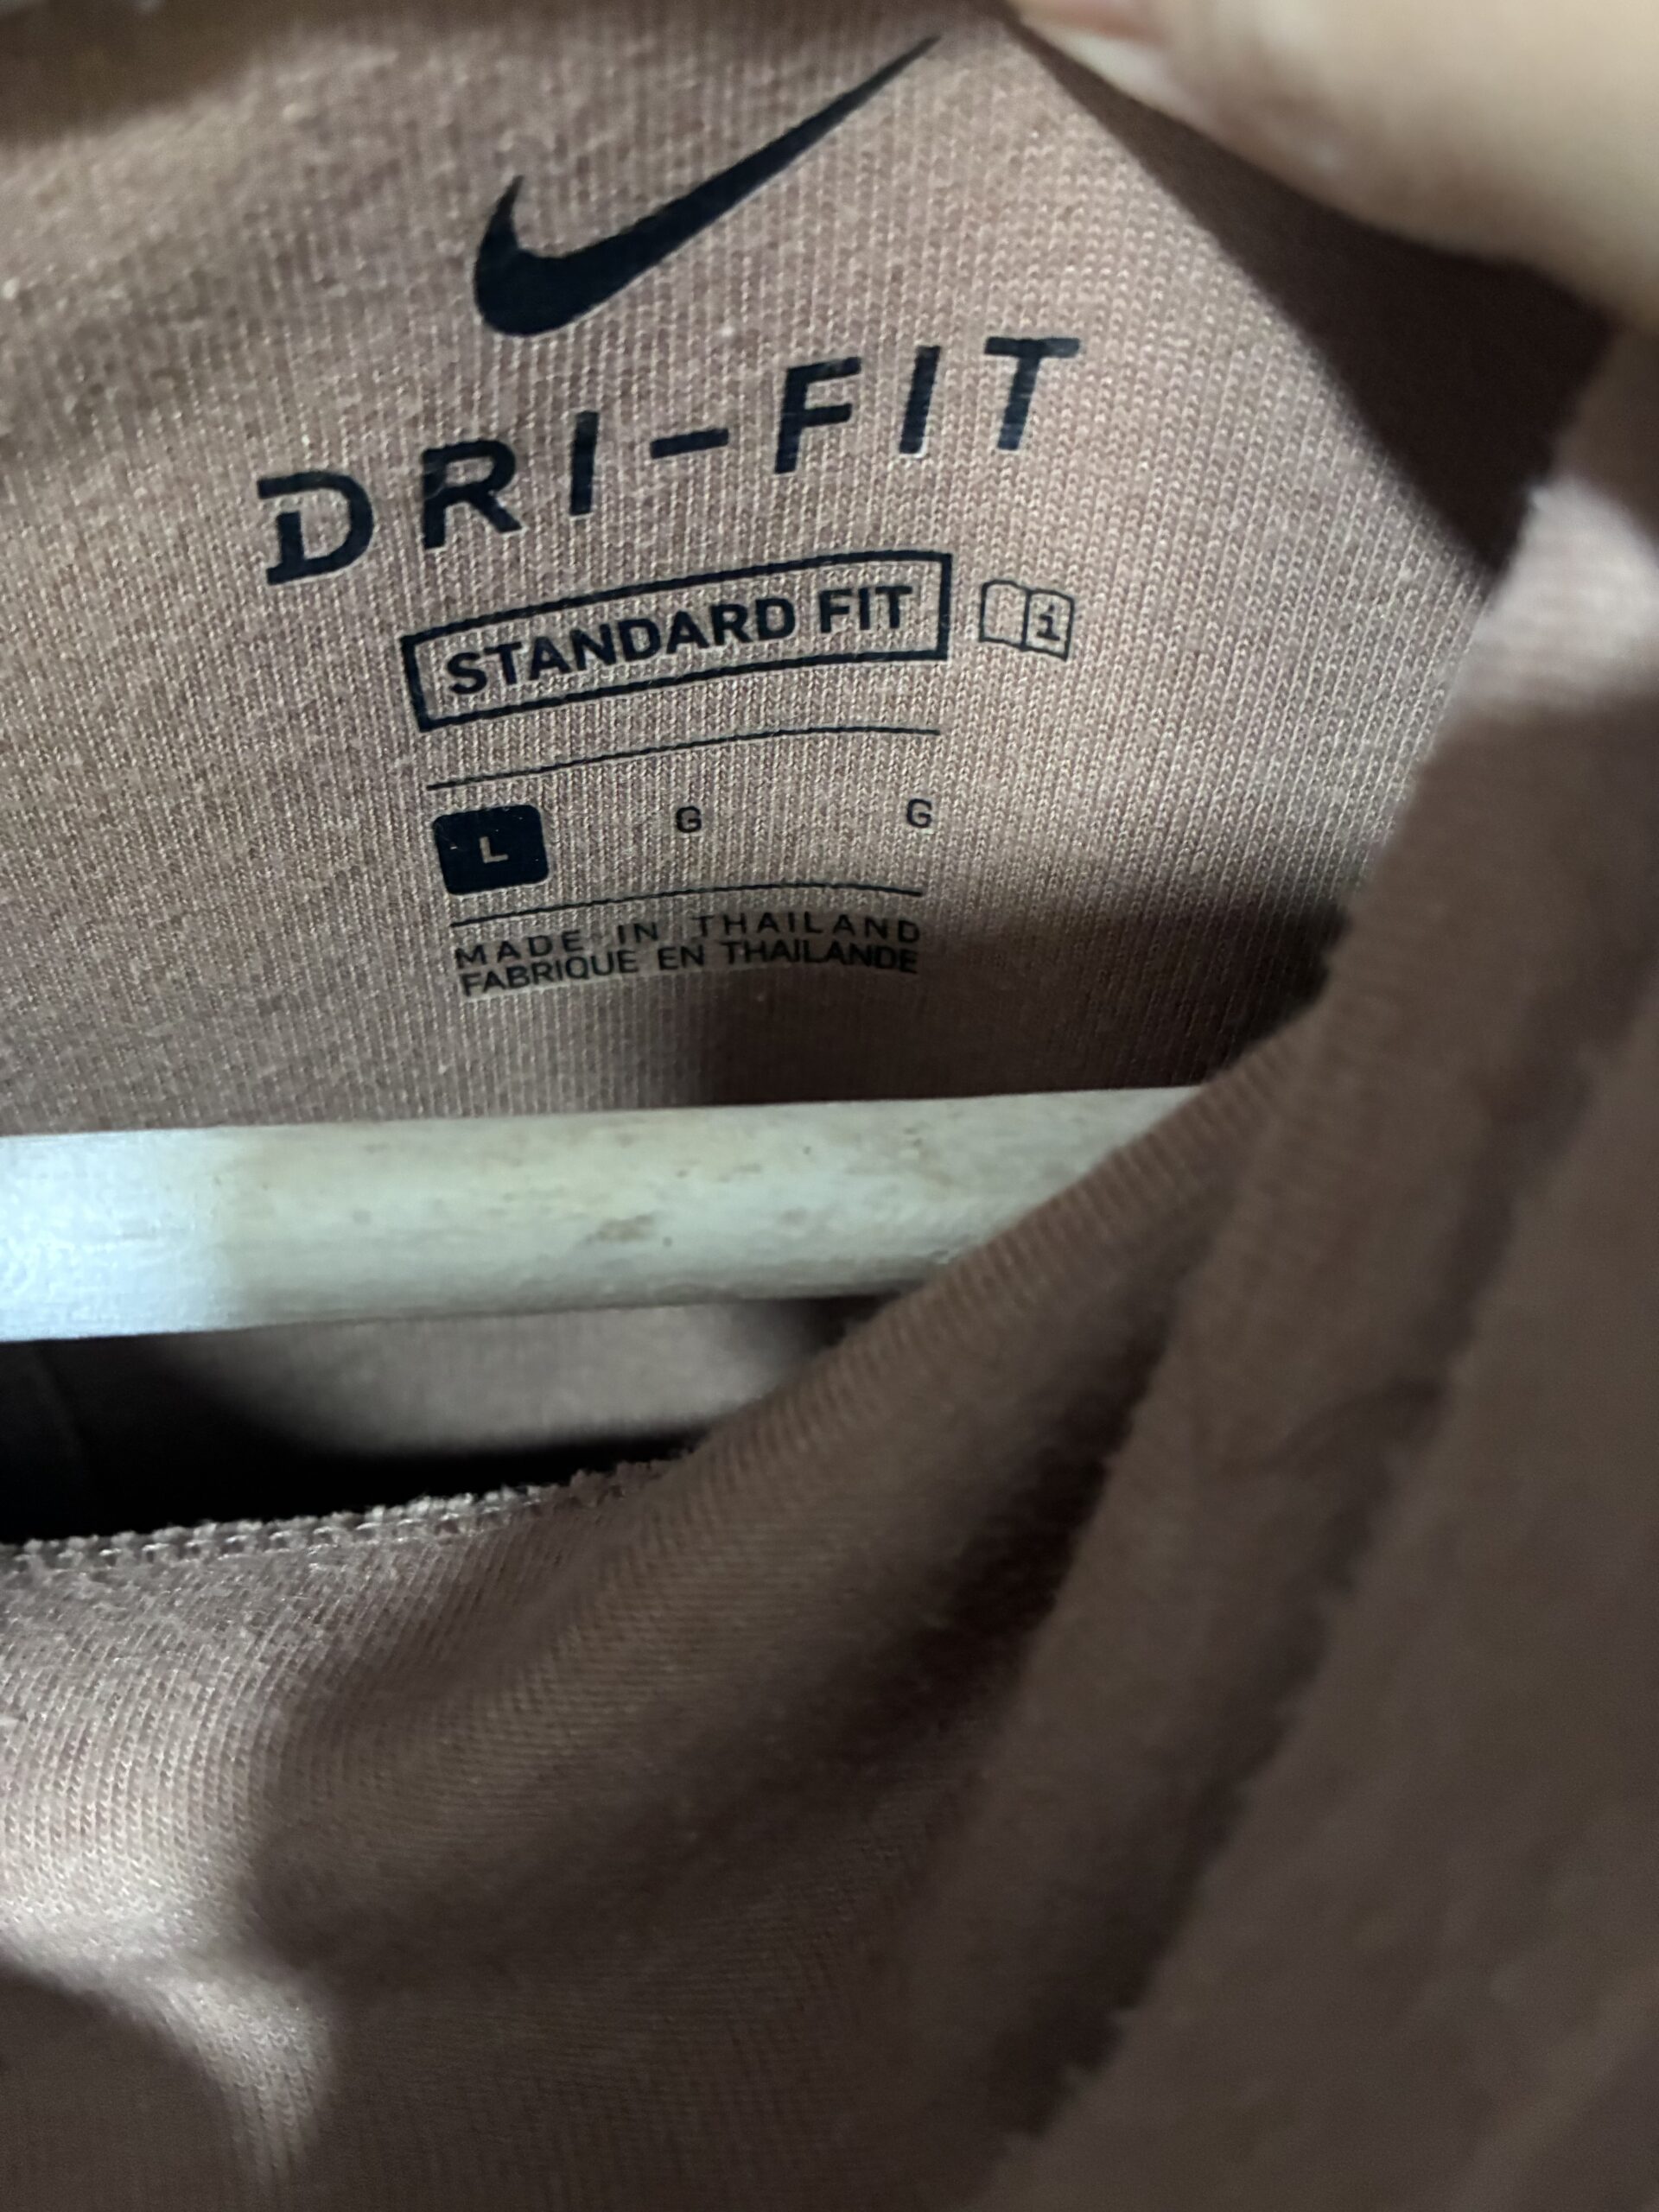 DRI-FIT
STANDARD FIT i
L G G
MADE IN THAILAND
FABRIQUE EN THAILANDE